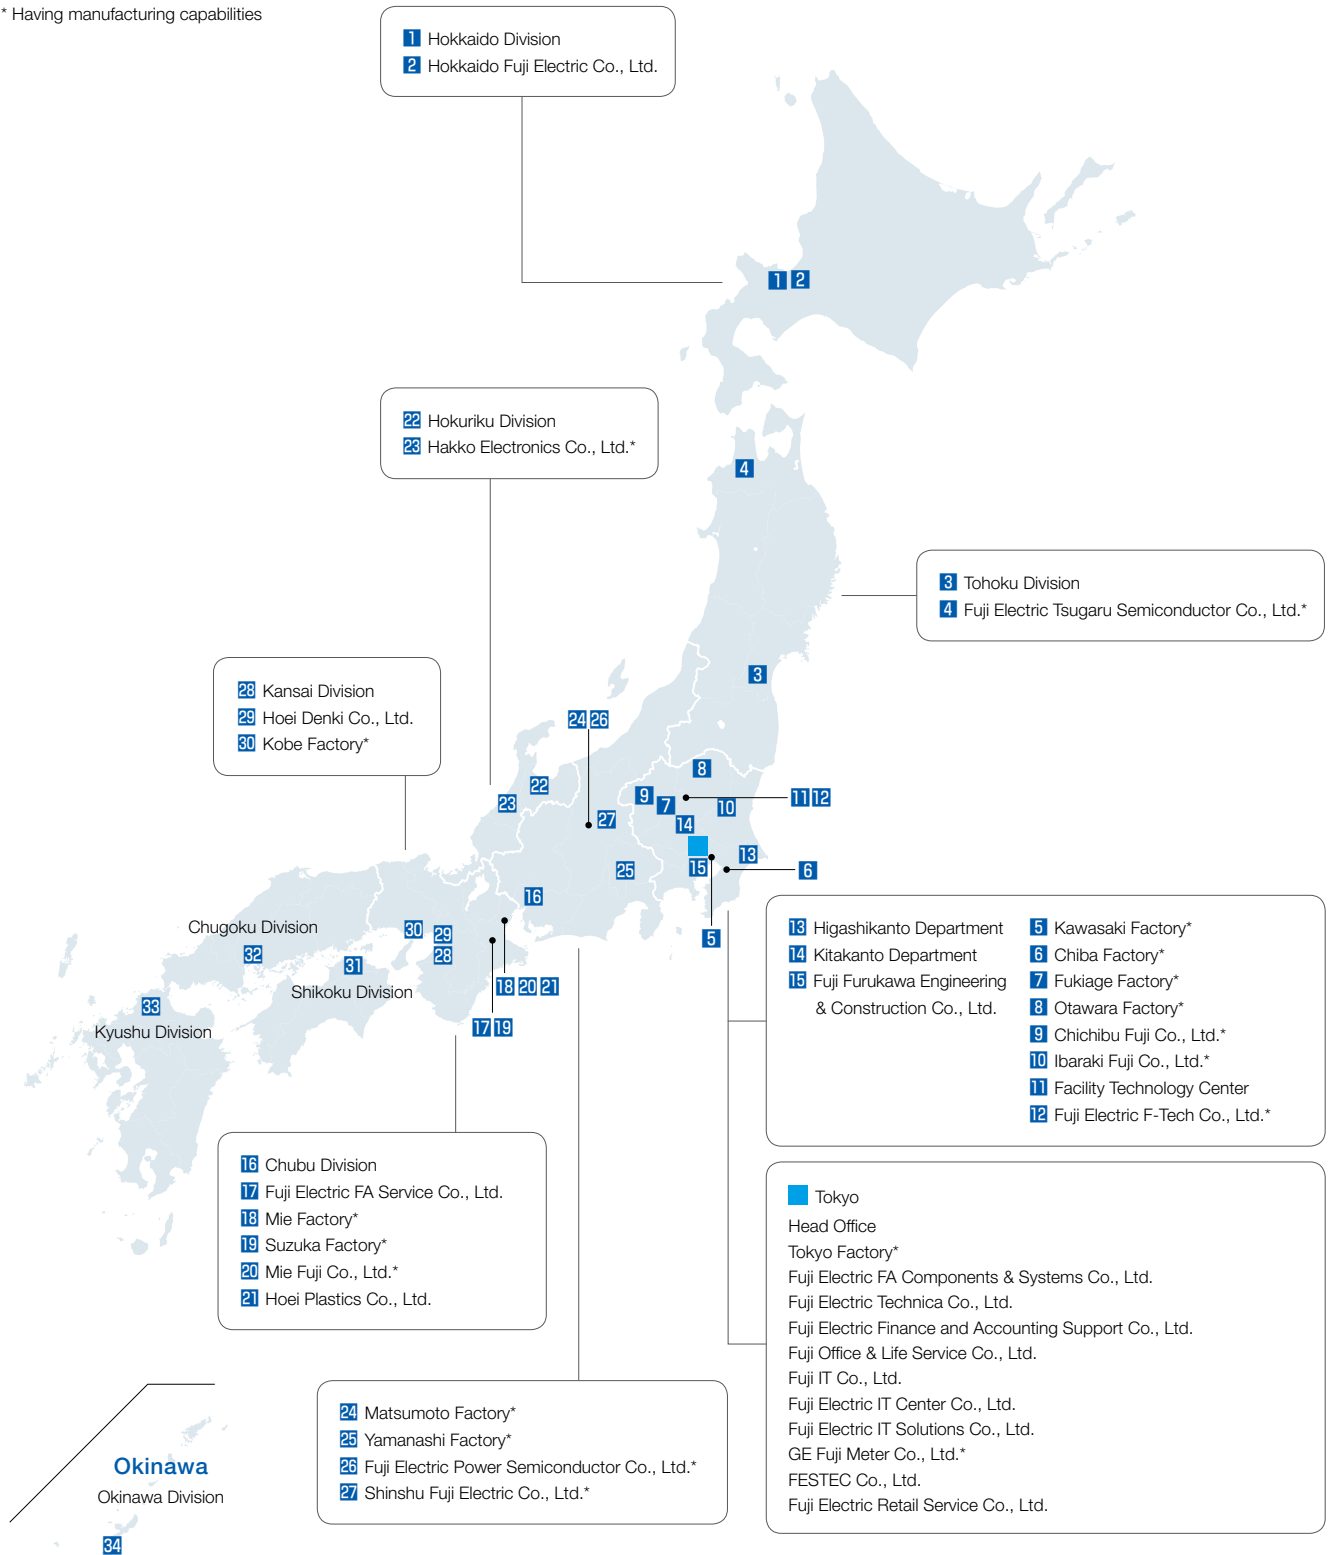 * Having manufacturing capabilities
1 Hokkaido Division
2 Hokkaido Fuji Electric Co., Ltd.
1 2
22 Hokuriku Division
23 Hakko Electronics Co., Ltd.*
4
3 Tohoku Division
4 Fuji Electric Tsugaru Semiconductor Co., Ltd.*
3
28 Kansai Division
29 Hoei Denki Co., Ltd.
30 Kobe Factory*
24 26
8
22
23
9
7
10
11 12
27
14
13
15
25
6
16
5
Chugoku Division
32
30
29
28
31
Shikoku Division
18 20 21
17 19
33
Kyushu Division
13 Higashikanto Department
14 Kitakanto Department
15 Fuji Furukawa Engineering
& Construction Co., Ltd.
5 Kawasaki Factory*
6 Chiba Factory*
7 Fukiage Factory*
8 Otawara Factory*
9 Chichibu Fuji Co., Ltd.*
10 Ibaraki Fuji Co., Ltd.*
11 Facility Technology Center
12 Fuji Electric F-Tech Co., Ltd.*
16 Chubu Division
17 Fuji Electric FA Service Co., Ltd.
18 Mie Factory*
19 Suzuka Factory*
20 Mie Fuji Co., Ltd.*
21 Hoei Plastics Co., Ltd.
Tokyo
Head Office
Tokyo Factory*
Fuji Electric FA Components & Systems Co., Ltd.
Fuji Electric Technica Co., Ltd.
Fuji Electric Finance and Accounting Support Co., Ltd.
Fuji Office & Life Service Co., Ltd.
Fuji IT Co., Ltd.
Fuji Electric IT Center Co., Ltd.
Fuji Electric IT Solutions Co., Ltd.
GE Fuji Meter Co., Ltd.*
FESTEC Co., Ltd.
Fuji Electric Retail Service Co., Ltd.
24 Matsumoto Factory*
25 Yamanashi Factory*
26 Fuji Electric Power Semiconductor Co., Ltd.*
27 Shinshu Fuji Electric Co., Ltd.*
Okinawa
Okinawa Division
34